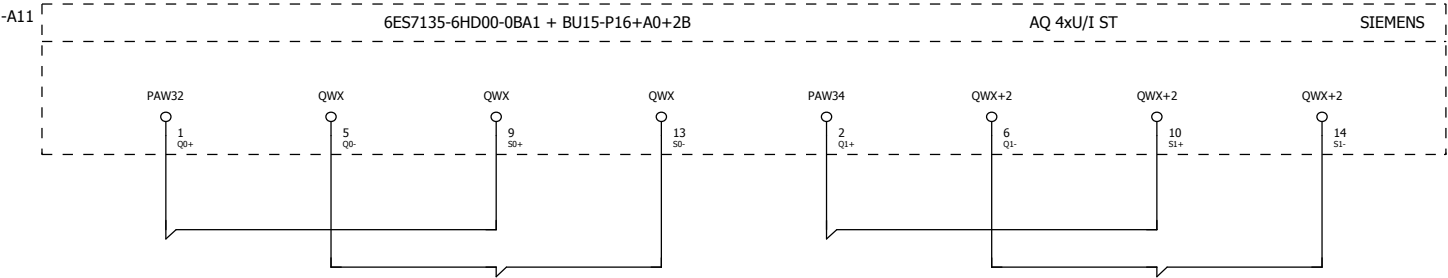 -A11
6ES7135-6HD00-0BA1 + BU15-P16+A0+2B AQ 4xU/I ST SIEMENS
PAW32 QWX QWX QWX PAW34 QWX+2 QWX+2 QWX+2
1 5 9 13 2 6 10 14
Q0+ Q0- S0+ S0- Q1+ Q1- S1+ S1-